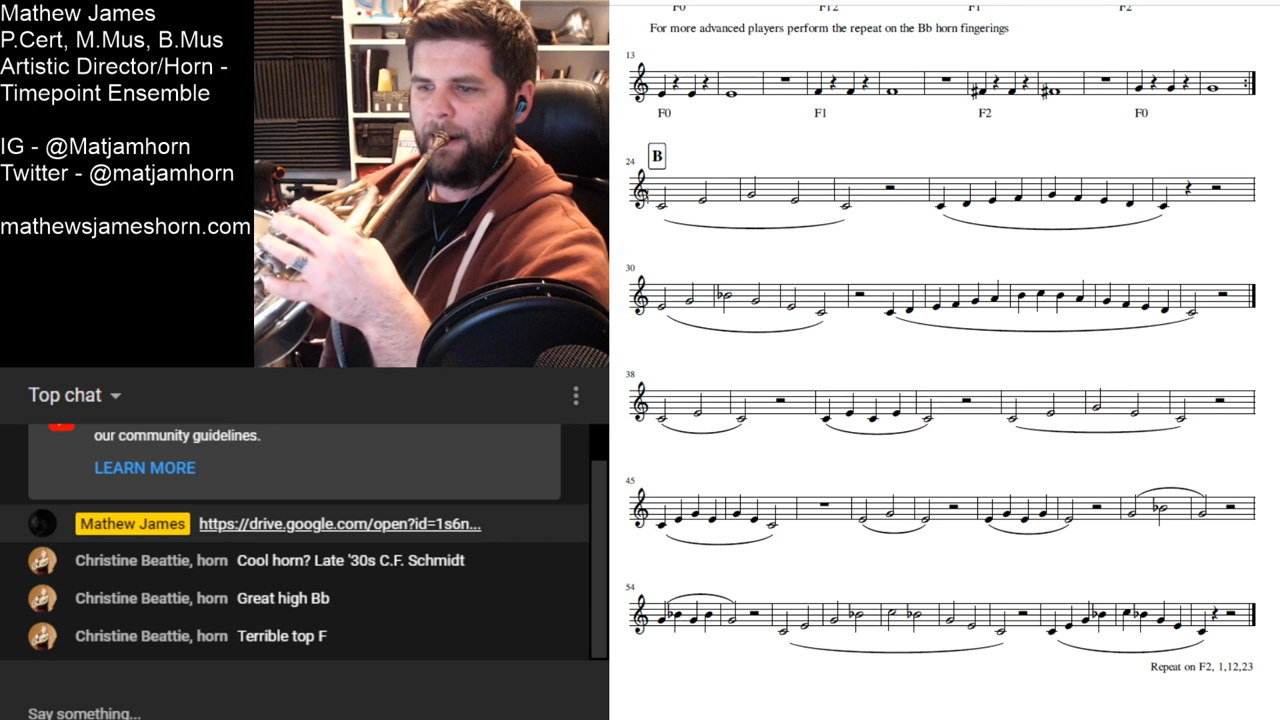 Mathew James
P.Cert, M.Mus, B.Mus
Artistic Director/Horn -
Timepoint Ensemble
IG - @Matjamhorn
Twitter - @matjamhorn
mathewsjameshorn.com
Top chat
our community guidelines.
LEARN MORE
Mathew James https://drive.google.com/open?id=1s6n...
Christine Beattie, horn Cool horn? Late '30s C.F. Schmidt
Christine Beattie, horn Great high Bb
Christine Beattie, horn Terrible top F
Say something...
F0 F12 F1 F2
For more advanced players perform the repeat on the Bb horn fingerings
13
F0 F1 F2 F0
B
24
30
38
45
54
Repeat on F2, 1,12,23